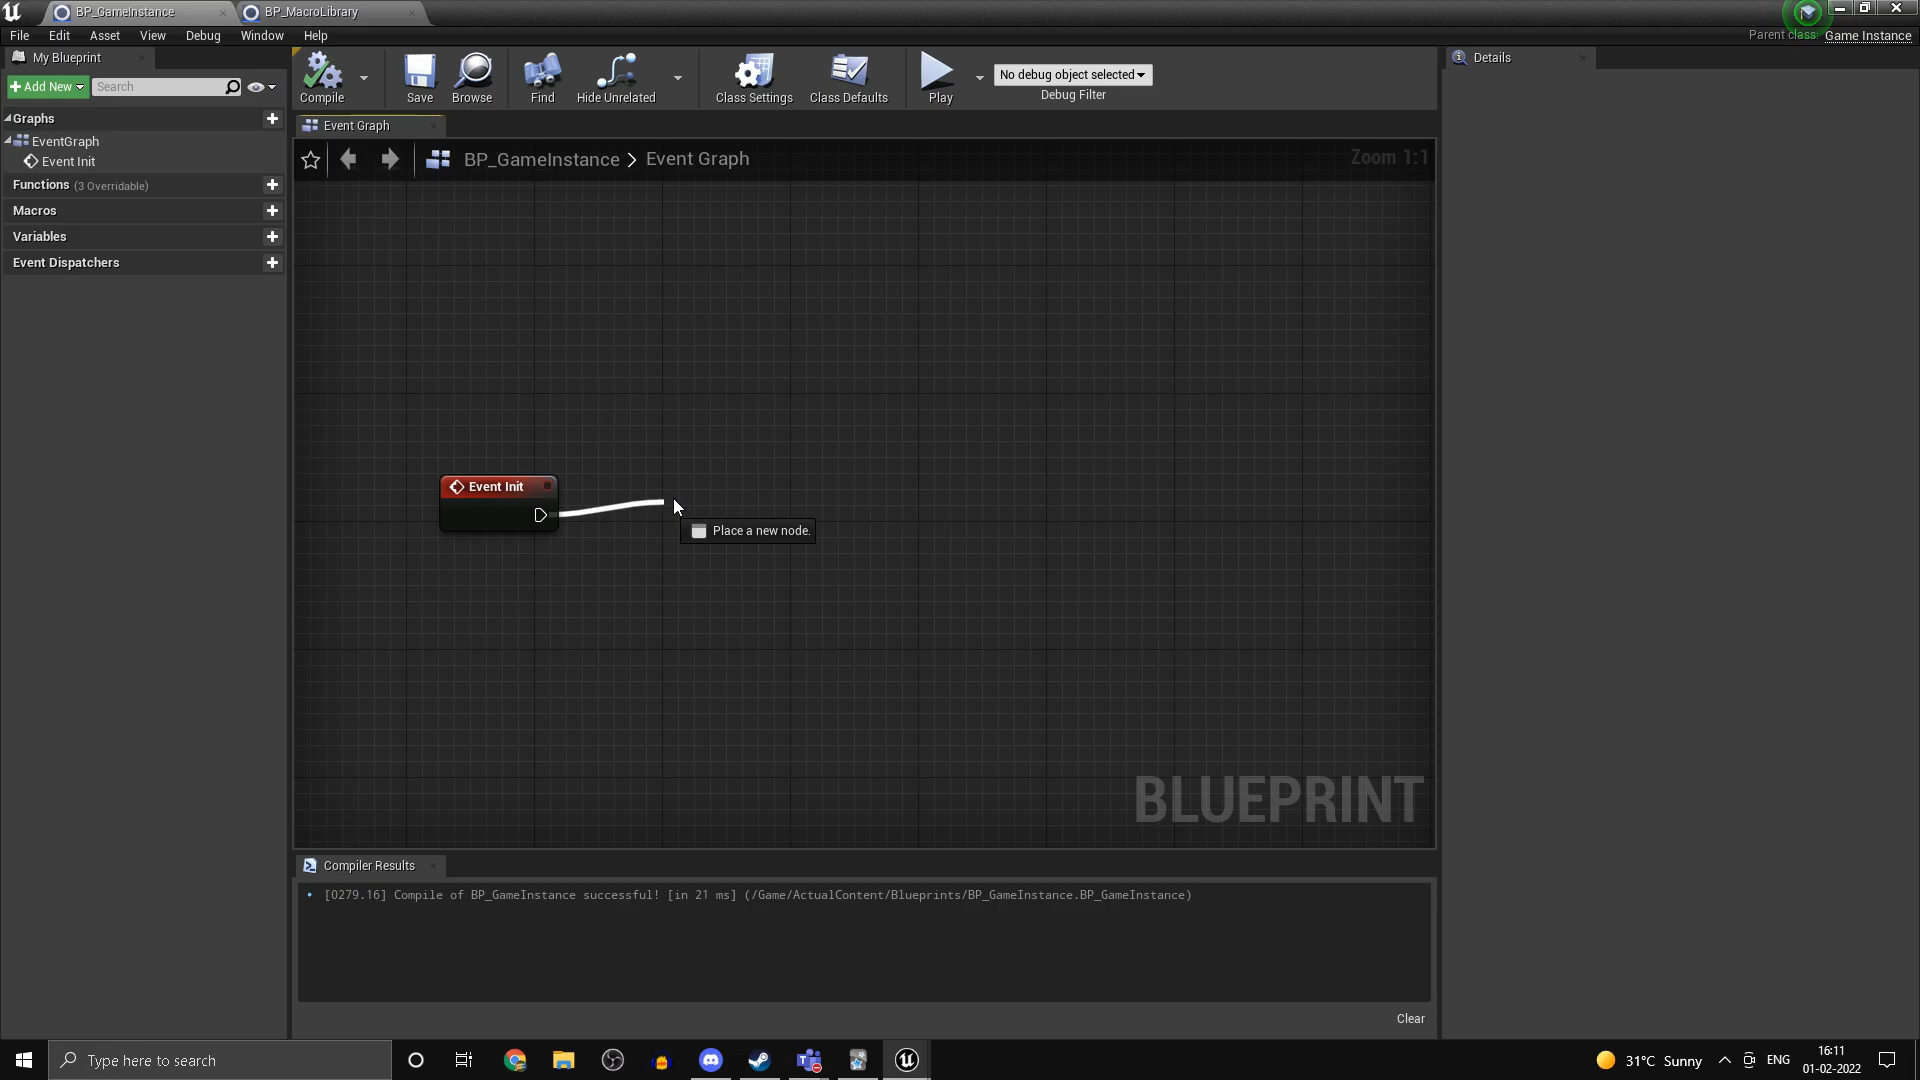 BP_GameInstance
BP_MacroLibrary
File Edit Asset View Debug Window Help
Parent class: Game Instance
My Blueprint
Add New
Search
Compile
Save
Browse
Find
Hide Unrelated
Class Settings
Class Defaults
Play
No debug object selected
Debug Filter
Details
Graphs
EventGraph
Event Init
Functions (3 Overridable)
Macros
Variables
Event Dispatchers
Event Graph
BP_GameInstance > Event Graph
Zoom 1:1
Event Init
Place a new node.
BLUEPRINT
Compiler Results
[0279.16] Compile of BP_GameInstance successful! [in 21 ms] (/Game/ActualContent/Blueprints/BP_GameInstance.BP_GameInstance)
Clear
Type here to search
31°C Sunny
ENG
16:11
01-02-2022